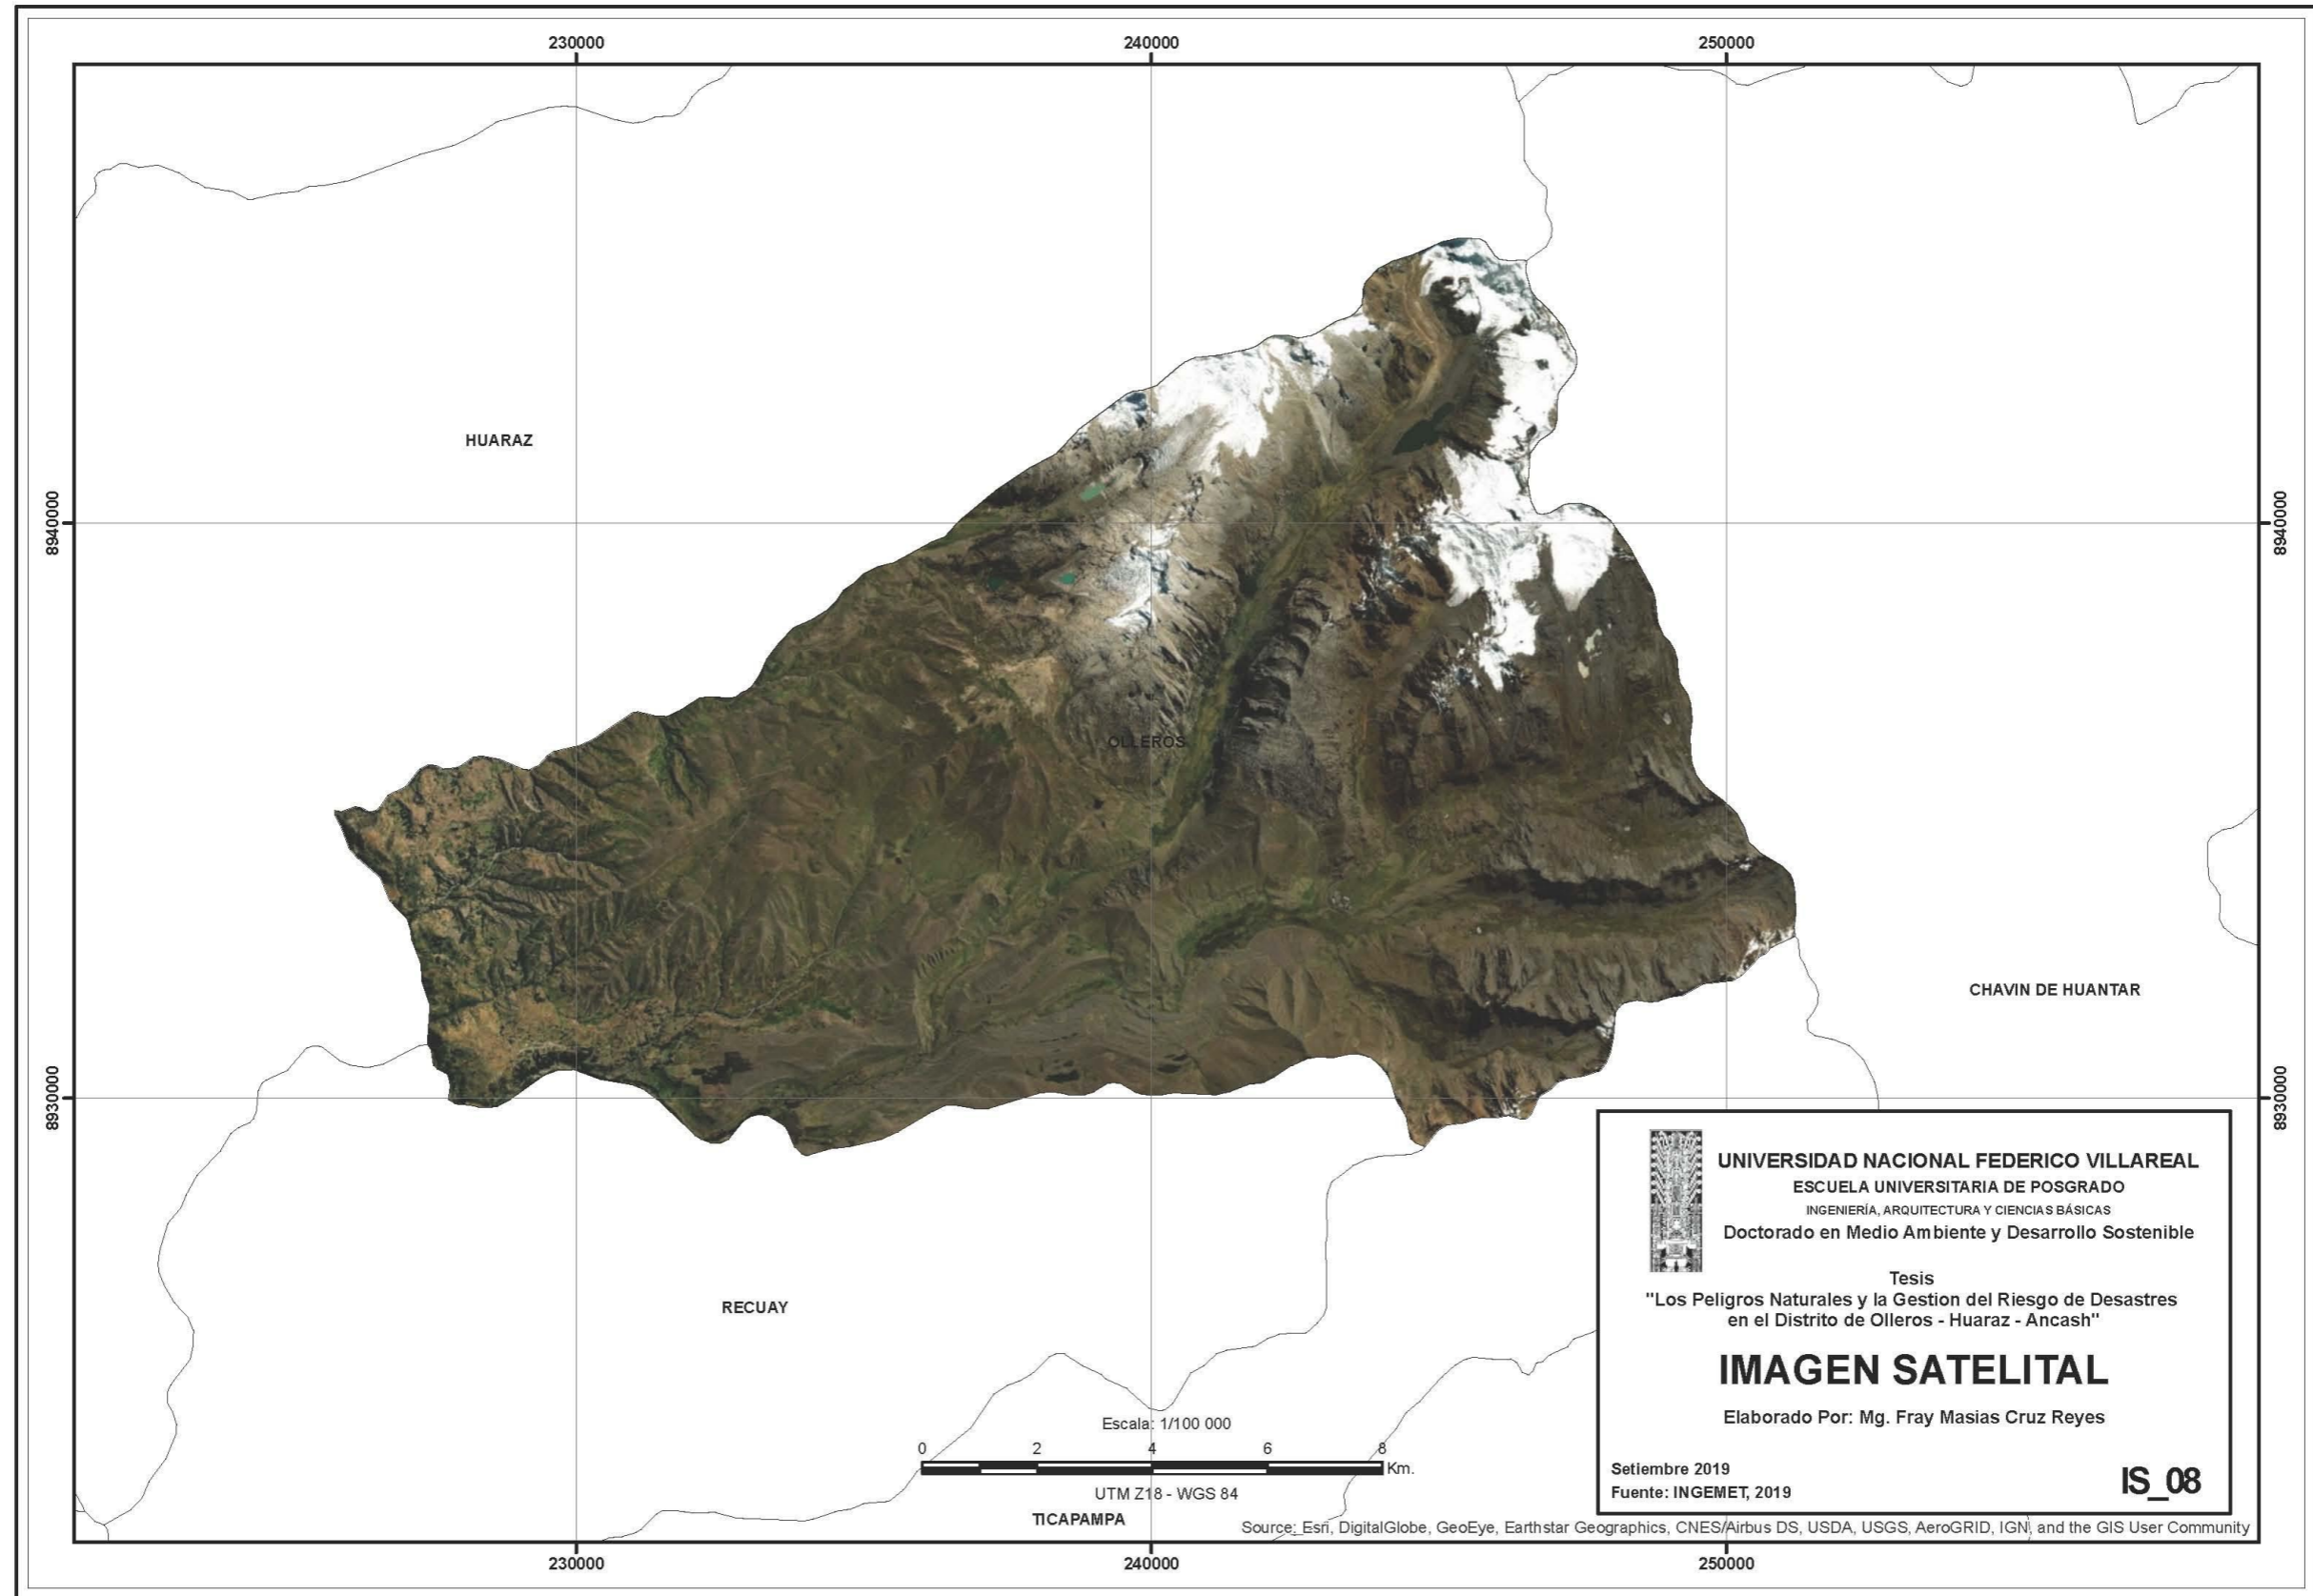 230000 240000 250000
HUARAZ
8940000 8940000
OLLEROS
CHAVIN DE HUANTAR
8930000 8930000
RECUAY
UNIVERSIDAD NACIONAL FEDERICO VILLAREAL
ESCUELA UNIVERSITARIA DE POSGRADO
INGENIERÍA, ARQUITECTURA Y CIENCIAS BÁSICAS
Doctorado en Medio Ambiente y Desarrollo Sostenible
Tesis
"Los Peligros Naturales y la Gestion del Riesgo de Desastres
en el Distrito de Olleros - Huaraz - Ancash"
IMAGEN SATELITAL
Elaborado Por: Mg. Fray Masias Cruz Reyes
Setiembre 2019
Fuente: INGEMET, 2019
IS_08
Escala: 1/100 000
0 2 4 6 8
Km.
UTM Z18 - WGS 84
TICAPAMPA
Source: Esri, DigitalGlobe, GeoEye, Earthstar Geographics, CNES/Airbus DS, USDA, USGS, AeroGRID, IGN, and the GIS User Community
230000 240000 250000